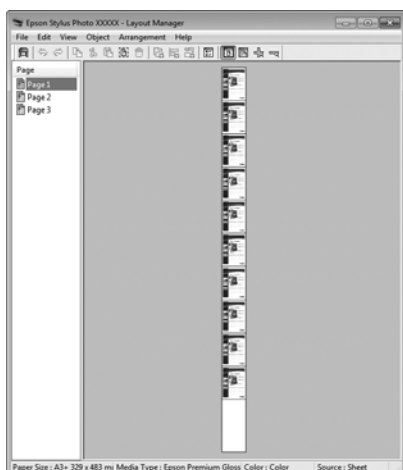 Epson Stylus Photo XXXXX - Layout Manager
File Edit View Object Arrangement Help
Page
Page 1
Page 2
Page 3
Paper Size : A3+ 329 x 483 mi Media Type : Epson Premium Gloss Color : Color Source : Sheet